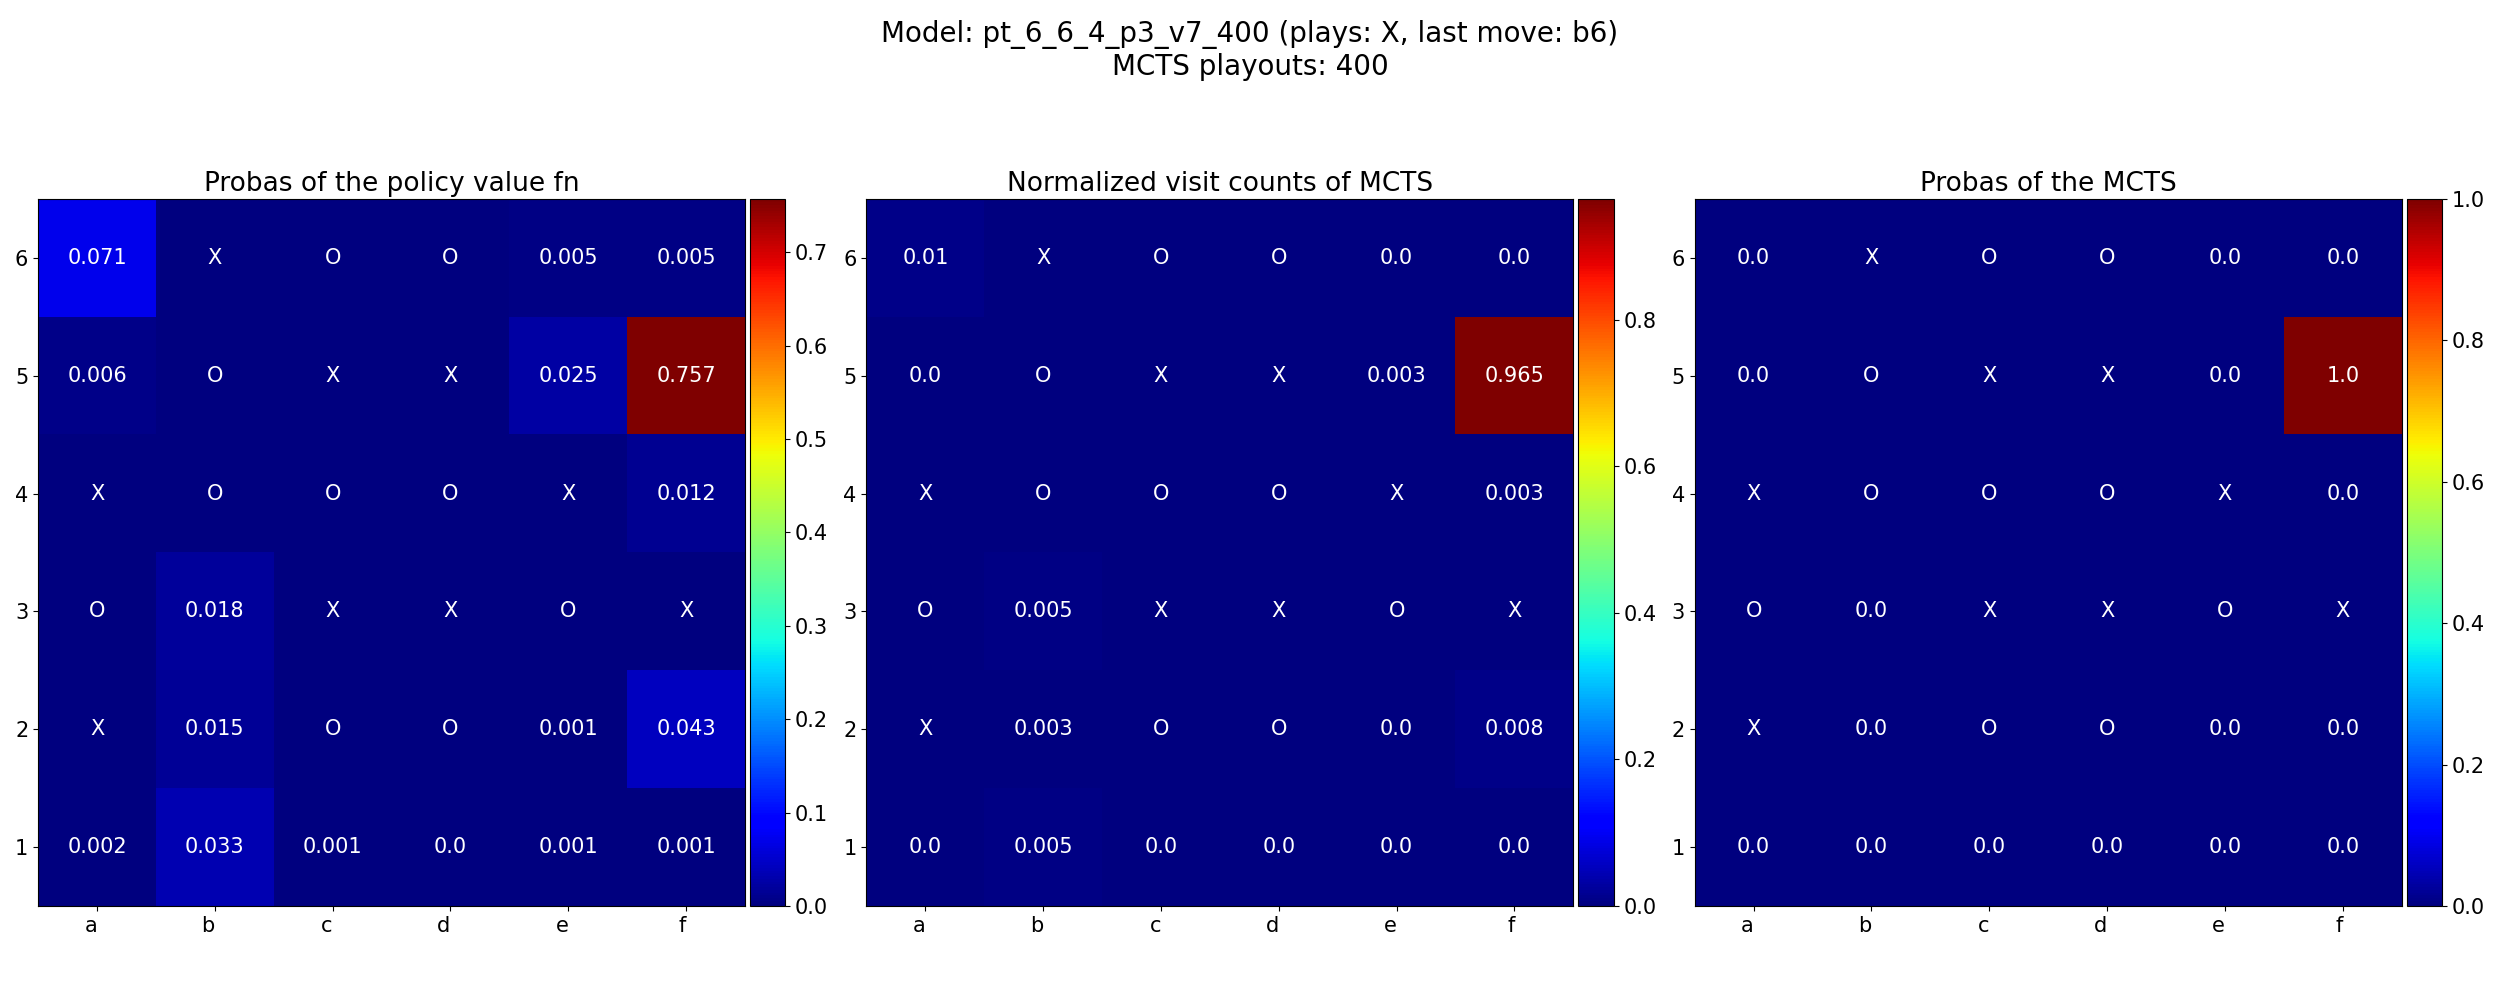 Model: pt_6_6_4_p3_v7_400 (plays: X, last move: b6)
MCTS playouts: 400
Probas of the policy value fn
6 0.071 X O O 0.005 0.005
5 0.006 O X X 0.025 0.757
4 X O O O X 0.012
3 O 0.018 X X O X
2 X 0.015 O O 0.001 0.043
1 0.002 0.033 0.001 0.0 0.001 0.001
a b c d e f
0.7
0.6
0.5
0.4
0.3
0.2
0.1
0.0
Normalized visit counts of MCTS
6 0.01 X O O 0.0 0.0
5 0.0 O X X 0.003 0.965
4 X O O O X 0.003
3 O 0.005 X X O X
2 X 0.003 O O 0.0 0.008
1 0.0 0.005 0.0 0.0 0.0 0.0
a b c d e f
0.8
0.6
0.4
0.2
0.0
Probas of the MCTS
6 0.0 X O O 0.0 0.0
5 0.0 O X X 0.0 1.0
4 X O O O X 0.0
3 O 0.0 X X O X
2 X 0.0 O O 0.0 0.0
1 0.0 0.0 0.0 0.0 0.0 0.0
a b c d e f
1.0
0.8
0.6
0.4
0.2
0.0